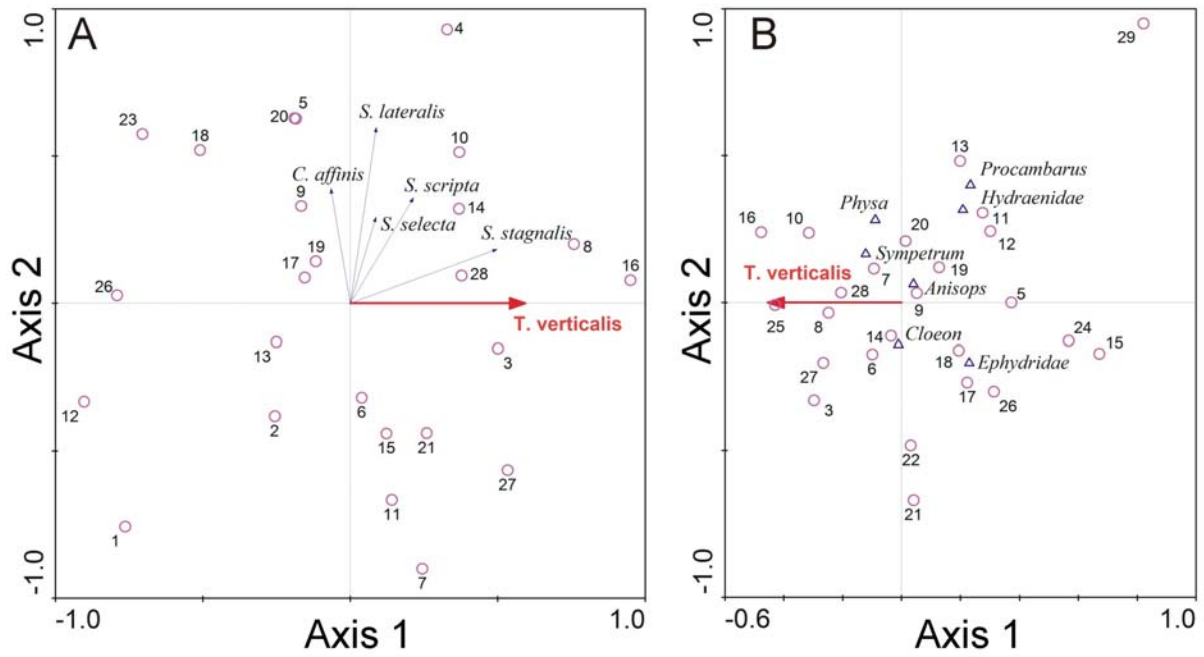 A
1.0
4
5
20
23
18
S. lateralis
10
C. affinis
S. scripta
9
14
S. selecta
S. stagnalis
8
19
17
28
16
26
T. verticalis
13
3
12
2
6
15
21
27
11
1
7
-1.0
-1.0
1.0
Axis 1
Axis 2
B
1.0
29
13
Procambarus
Hydraenidae
Physa
11
16
10
20
12
Sympetrum
7
19
T. verticalis
28
Anisops
9
5
25
8
14
Cloeon
24
15
6
18
Ephydridae
27
17
26
3
22
21
-1.0
-0.6
1.0
Axis 1
Axis 2